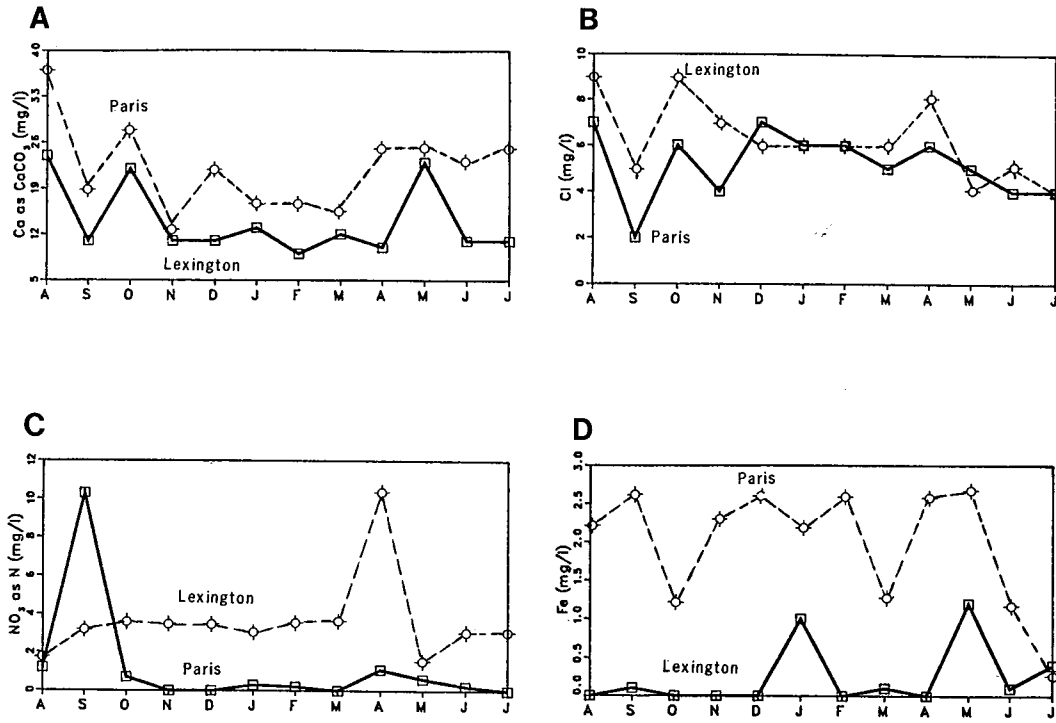 A
B
Ca as CaCO₃ (mg/l)
40
33
26
19
12
5
Paris
Lexington
A S O N D J F M A M J J
Cl (mg/l)
10
8
6
4
2
0
Lexington
Paris
A S O N D J F M A M J J
C
D
NO₃ as N (mg/l)
12
10
8
6
4
2
0
Lexington
Paris
A S O N D J F M A M J J
Fe (mg/l)
3.0
2.5
2.0
1.5
1.0
0.5
0.0
Paris
Lexington
A S O N D J F M A M J J